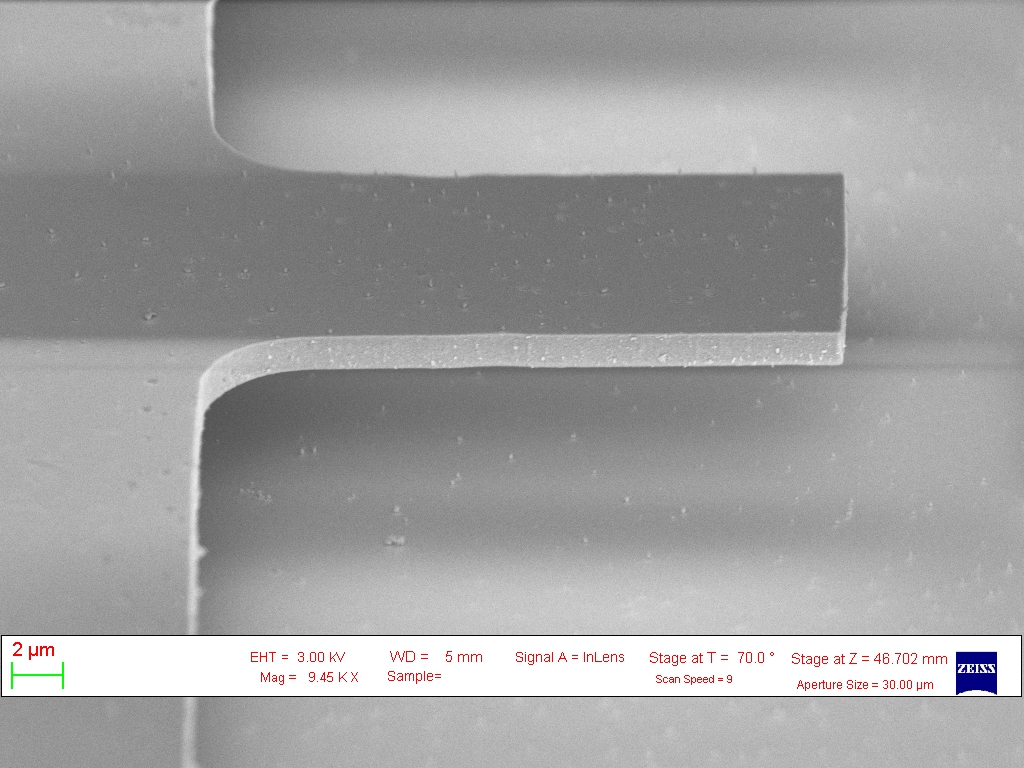 2 µm
EHT = 3.00 kV WD = 5 mm Signal A = InLens Stage at T = 70.0 ° Stage at Z = 46.702 mm
Mag = 9.45 K X Sample= Scan Speed = 9 Aperture Size = 30.00 µm
ZEISS